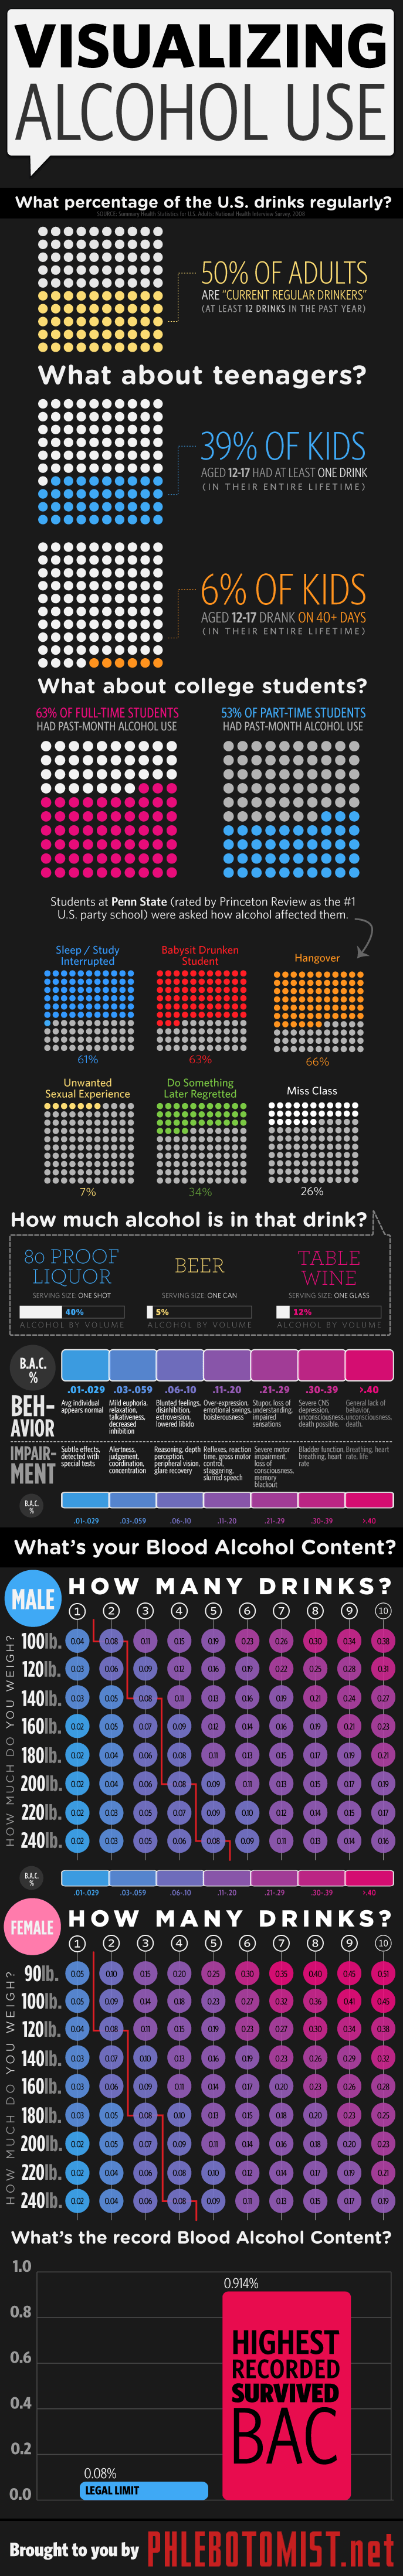 VISUALIZING
ALCOHOL USE
What percentage of the U.S. drinks regularly?
SOURCE: Summary Health Statistics for U.S. Adults: National Health Interview Survey, 2008
50% OF ADULTS
ARE "CURRENT REGULAR DRINKERS"
(AT LEAST 12 DRINKS IN THE PAST YEAR)
What about teenagers?
39% OF KIDS
AGED 12-17 HAD AT LEAST ONE DRINK
(IN THEIR ENTIRE LIFETIME)
6% OF KIDS
AGED 12-17 DRANK ON 40+ DAYS
(IN THEIR ENTIRE LIFETIME)
What about college students?
63% OF FULL-TIME STUDENTS
HAD PAST-MONTH ALCOHOL USE
53% OF PART-TIME STUDENTS
HAD PAST-MONTH ALCOHOL USE
Students at Penn State (rated by Princeton Review as the #1
U.S. party school) were asked how alcohol affected them.
Sleep / Study
Interrupted
61%
Babysit Drunken
Student
63%
Hangover
66%
Unwanted
Sexual Experience
7%
Do Something
Later Regretted
34%
Miss Class
26%
How much alcohol is in that drink?
80 PROOF
LIQUOR
SERVING SIZE: ONE SHOT
40%
ALCOHOL BY VOLUME
BEER
SERVING SIZE: ONE CAN
5%
ALCOHOL BY VOLUME
TABLE
WINE
SERVING SIZE: ONE GLASS
12%
ALCOHOL BY VOLUME
B.A.C.
%
.01-.029 .03-.059 .06-.10 .11-.20 .21-.29 .30-.39 >.40
BEH-
AVIOR
Avg individual
appears normal
Mild euphoria,
relaxation,
talkativeness,
decreased
inhibition
Blunted feelings,
disinhibition,
extroversion,
lowered libido
Over-expression,
emotional swings,
boisterousness
Stupor, loss of
understanding,
impaired
sensations
Severe CNS
depression,
unconsciousness,
death possible.
General lack of
behavior,
unconsciousness,
death.
IMPAIR-
MENT
Subtle effects,
detected with
special tests
Alertness,
judgement,
coordination,
concentration
Reasoning, depth
perception,
peripheral vision,
glare recovery
Reflexes, reaction
time, gross motor
control,
staggering,
slurred speech
Severe motor
impairment,
loss of
consciousness,
memory
blackout
Bladder function,
breathing, heart
rate
Breathing, heart
rate, life
B.A.C.
%
.01-.029 .03-.059 .06-.10 .11-.20 .21-.29 .30-.39 >.40
What's your Blood Alcohol Content?
MALE
HOW MANY DRINKS?
1 2 3 4 5 6 7 8 9 10
HOW MUCH DO YOU WEIGH?
100lb. 0.04 0.08 0.11 0.15 0.19 0.23 0.26 0.30 0.34 0.38
120lb. 0.03 0.06 0.09 0.12 0.16 0.19 0.22 0.25 0.28 0.31
140lb. 0.03 0.05 0.08 0.11 0.13 0.16 0.19 0.21 0.24 0.27
160lb. 0.02 0.05 0.07 0.09 0.12 0.14 0.16 0.19 0.21 0.23
180lb. 0.02 0.04 0.06 0.08 0.11 0.13 0.15 0.17 0.19 0.21
200lb. 0.02 0.04 0.06 0.08 0.09 0.11 0.13 0.15 0.17 0.19
220lb. 0.02 0.03 0.05 0.07 0.09 0.10 0.12 0.14 0.15 0.17
240lb. 0.02 0.03 0.05 0.06 0.08 0.09 0.11 0.13 0.14 0.16
B.A.C.
%
.01-.029 .03-.059 .06-.10 .11-.20 .21-.29 .30-.39 >.40
FEMALE
HOW MANY DRINKS?
1 2 3 4 5 6 7 8 9 10
HOW MUCH DO YOU WEIGH?
90lb. 0.05 0.10 0.15 0.20 0.25 0.30 0.35 0.40 0.45 0.51
100lb. 0.05 0.09 0.14 0.18 0.23 0.27 0.32 0.36 0.41 0.45
120lb. 0.04 0.08 0.11 0.15 0.19 0.23 0.27 0.30 0.34 0.38
140lb. 0.03 0.07 0.10 0.13 0.16 0.19 0.23 0.26 0.29 0.32
160lb. 0.03 0.06 0.09 0.11 0.14 0.17 0.20 0.23 0.26 0.28
180lb. 0.03 0.05 0.08 0.10 0.13 0.15 0.18 0.20 0.23 0.25
200lb. 0.02 0.05 0.07 0.09 0.11 0.14 0.16 0.18 0.20 0.23
220lb. 0.02 0.04 0.06 0.08 0.10 0.12 0.14 0.17 0.19 0.21
240lb. 0.02 0.04 0.06 0.08 0.09 0.11 0.13 0.15 0.17 0.19
What's the record Blood Alcohol Content?
1.0
0.8
0.6
0.4
0.2
0.0
0.914%
HIGHEST
RECORDED
SURVIVED
BAC
0.08%
LEGAL LIMIT
Brought to you by PHLEBOTOMIST.net